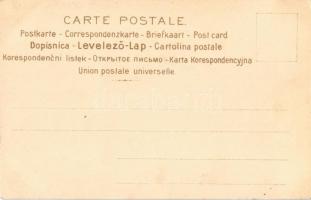 CARTE POSTALE.
Postkarte - Correspondenzkarte - Briefkaart - Post card
Dopisnica - Levelező-Lap - Cartolina postale
Korespondenční listek - Открытое письмо - Karta Korespondencyjna
Union postale universelle